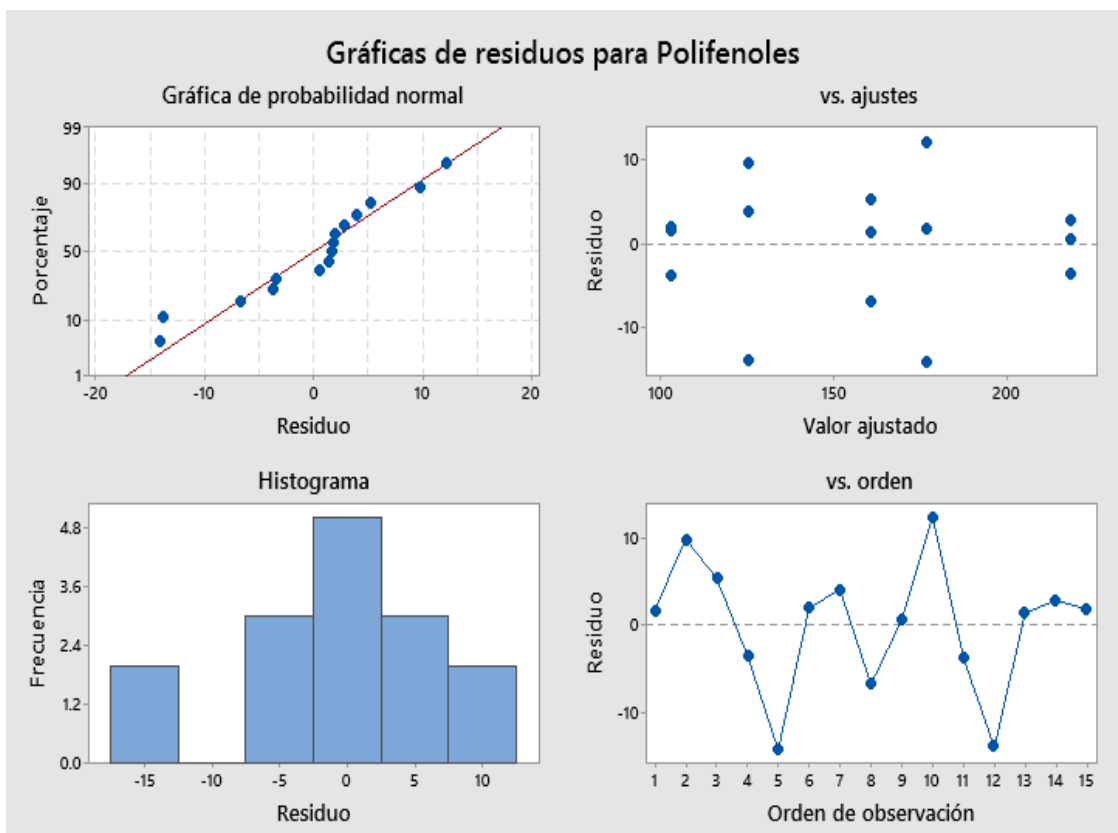 Gráficas de residuos para Polifenoles
Gráfica de probabilidad normal
99
90
50
10
1
Porcentaje
-20
-10
0
10
20
Residuo
vs. ajustes
10
0
-10
Residuo
100
150
200
Valor ajustado
Histograma
4.8
3.6
2.4
1.2
0.0
Frecuencia
-15
-10
-5
0
5
10
Residuo
vs. orden
10
0
-10
Residuo
1 2 3 4 5 6 7 8 9 10 11 12 13 14 15
Orden de observación